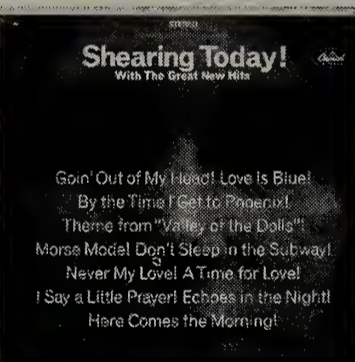 STEREO
Shearing Today!
Capitol
With The Great New Hits
Goin' Out of My Head! Love Is Blue!
By the Time I Get to Phoenix!
Theme from "Valley of the Dolls"!
Morse Mode! Don't Sleep in the Subway!
Never My Love! A Time for Love!
I Say a Little Prayer! Echoes in the Night!
Here Comes the Morning!